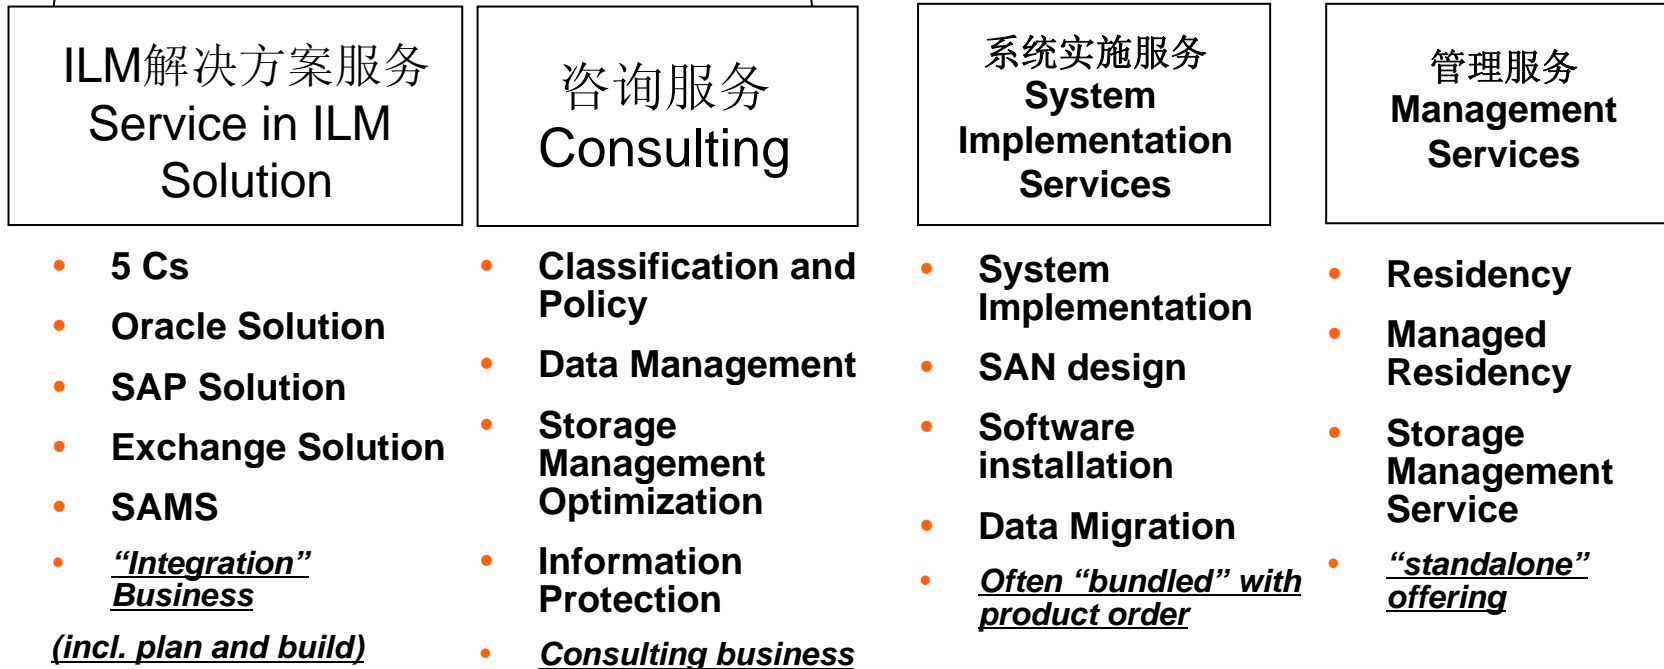 ILM解决方案服务
Service in ILM
Solution
5 Cs
Oracle Solution
SAP Solution
Exchange Solution
SAMS
“Integration”
Business
(incl. plan and build)
咨询服务
Consulting
Classification and
Policy
Data Management
Storage
Management
Optimization
Information
Protection
Consulting business
系统实施服务
System
Implementation
Services
System
Implementation
SAN design
Software
installation
Data Migration
Often “bundled” with
product order
管理服务
Management
Services
Residency
Managed
Residency
Storage
Management
Service
“standalone”
offering